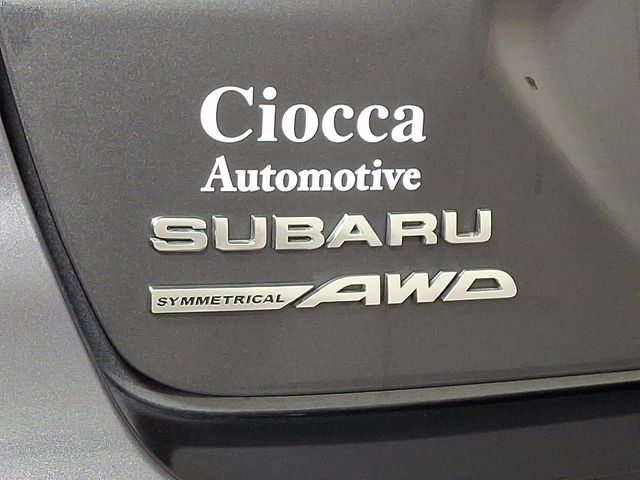 Ciocca
Automotive
SUBARU
SYMMETRICAL AWD